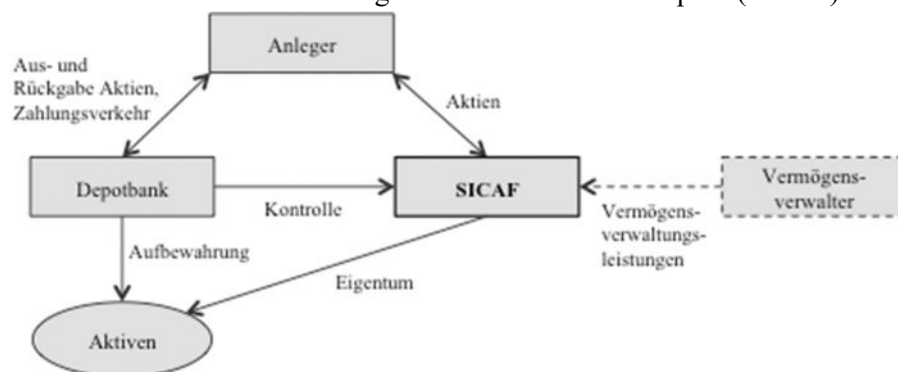 Anleger
Aus- und
Rückgabe Aktien,
Zahlungsverkehr
Aktien
Depotbank
Kontrolle
SICAF
Vermögens-
verwalter
Vermögens-
verwaltungs-
leistungen
Aufbewahrung
Eigentum
Aktiven